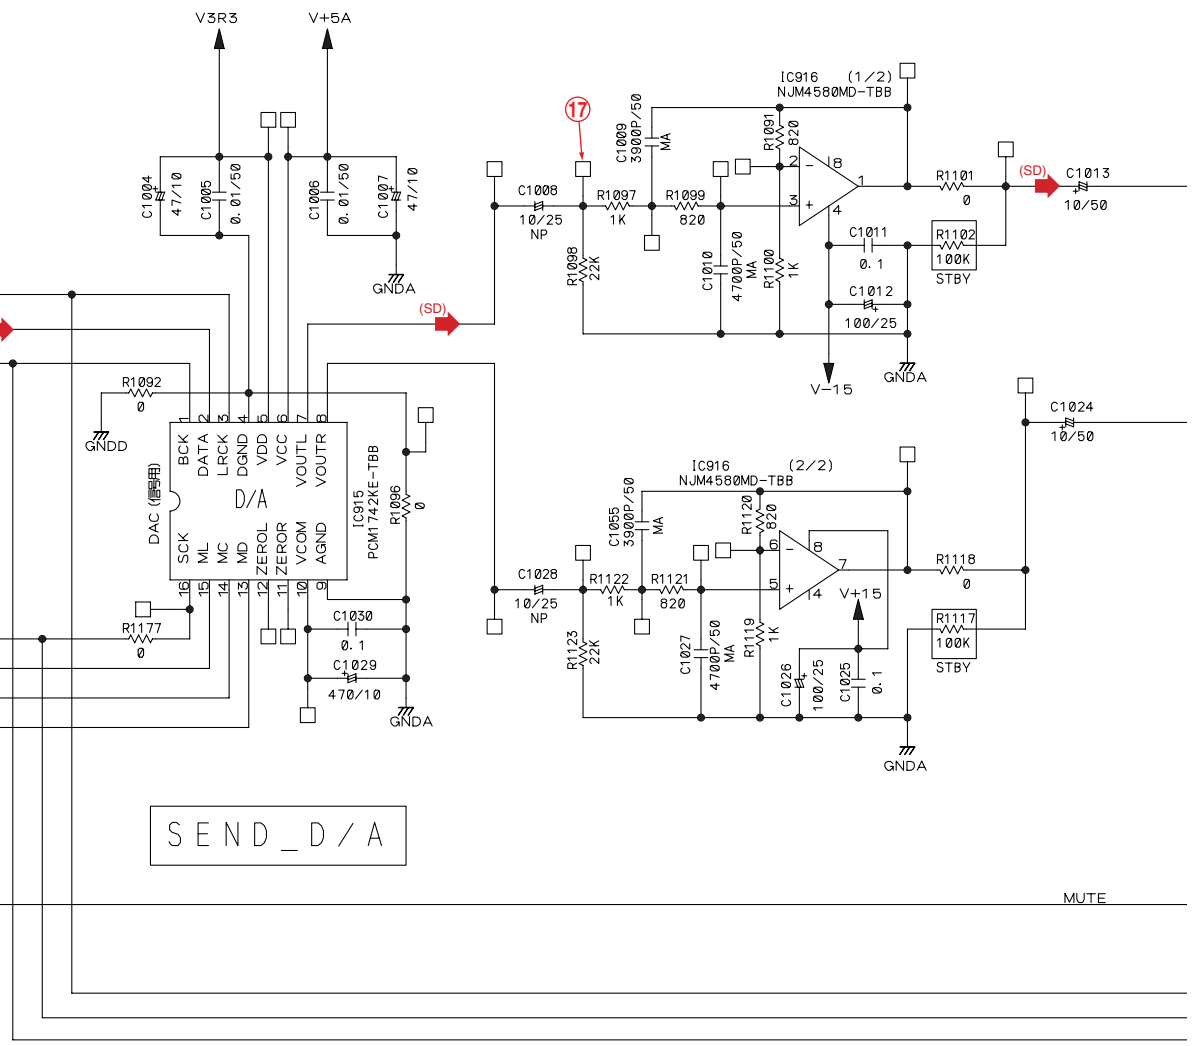 V3R3
V+5A
17
IC916 (1/2)
NJM4580MD-TBB
C1009
3900P/50
MA
R1091
820
2
-
8
1
3
+
4
C1004
47/10
C1005
0.01/50
C1006
0.01/50
C1007
47/10
GNDA
C1008
10/25
NP
R1097
1K
R1099
820
R1098
22K
C1010
4700P/50
MA
R1100
1K
R1101
0
(SD)
C1013
10/50
C1011
0.1
R1102
100K
STBY
C1012
100/25
V-15
GNDA
(SD)
R1092
0
GNDD
1 2 3 4 5 6 7 8
BCK
DATA
LRCK
DGND
VDD
VCC
VOUTL
VOUTR
DAC (信号用)
D/A
IC915
PCM1742KE-TBB
R1096
0
SCK
ML
MC
MD
ZEROL
ZEROR
VCOM
AGND
16 15 14 13 12 11 10 9
R1177
0
C1030
0.1
C1029
470/10
GNDA
C1024
10/50
IC916 (2/2)
NJM4580MD-TBB
C1055
3900P/50
MA
R1120
820
6
-
8
7
5
+
4
C1028
10/25
NP
R1122
1K
R1121
820
R1123
22K
C1027
4700P/50
MA
R1119
1K
V+15
C1026
100/25
C1025
0.1
R1118
0
R1117
100K
STBY
GNDA
SEND_D/A
MUTE